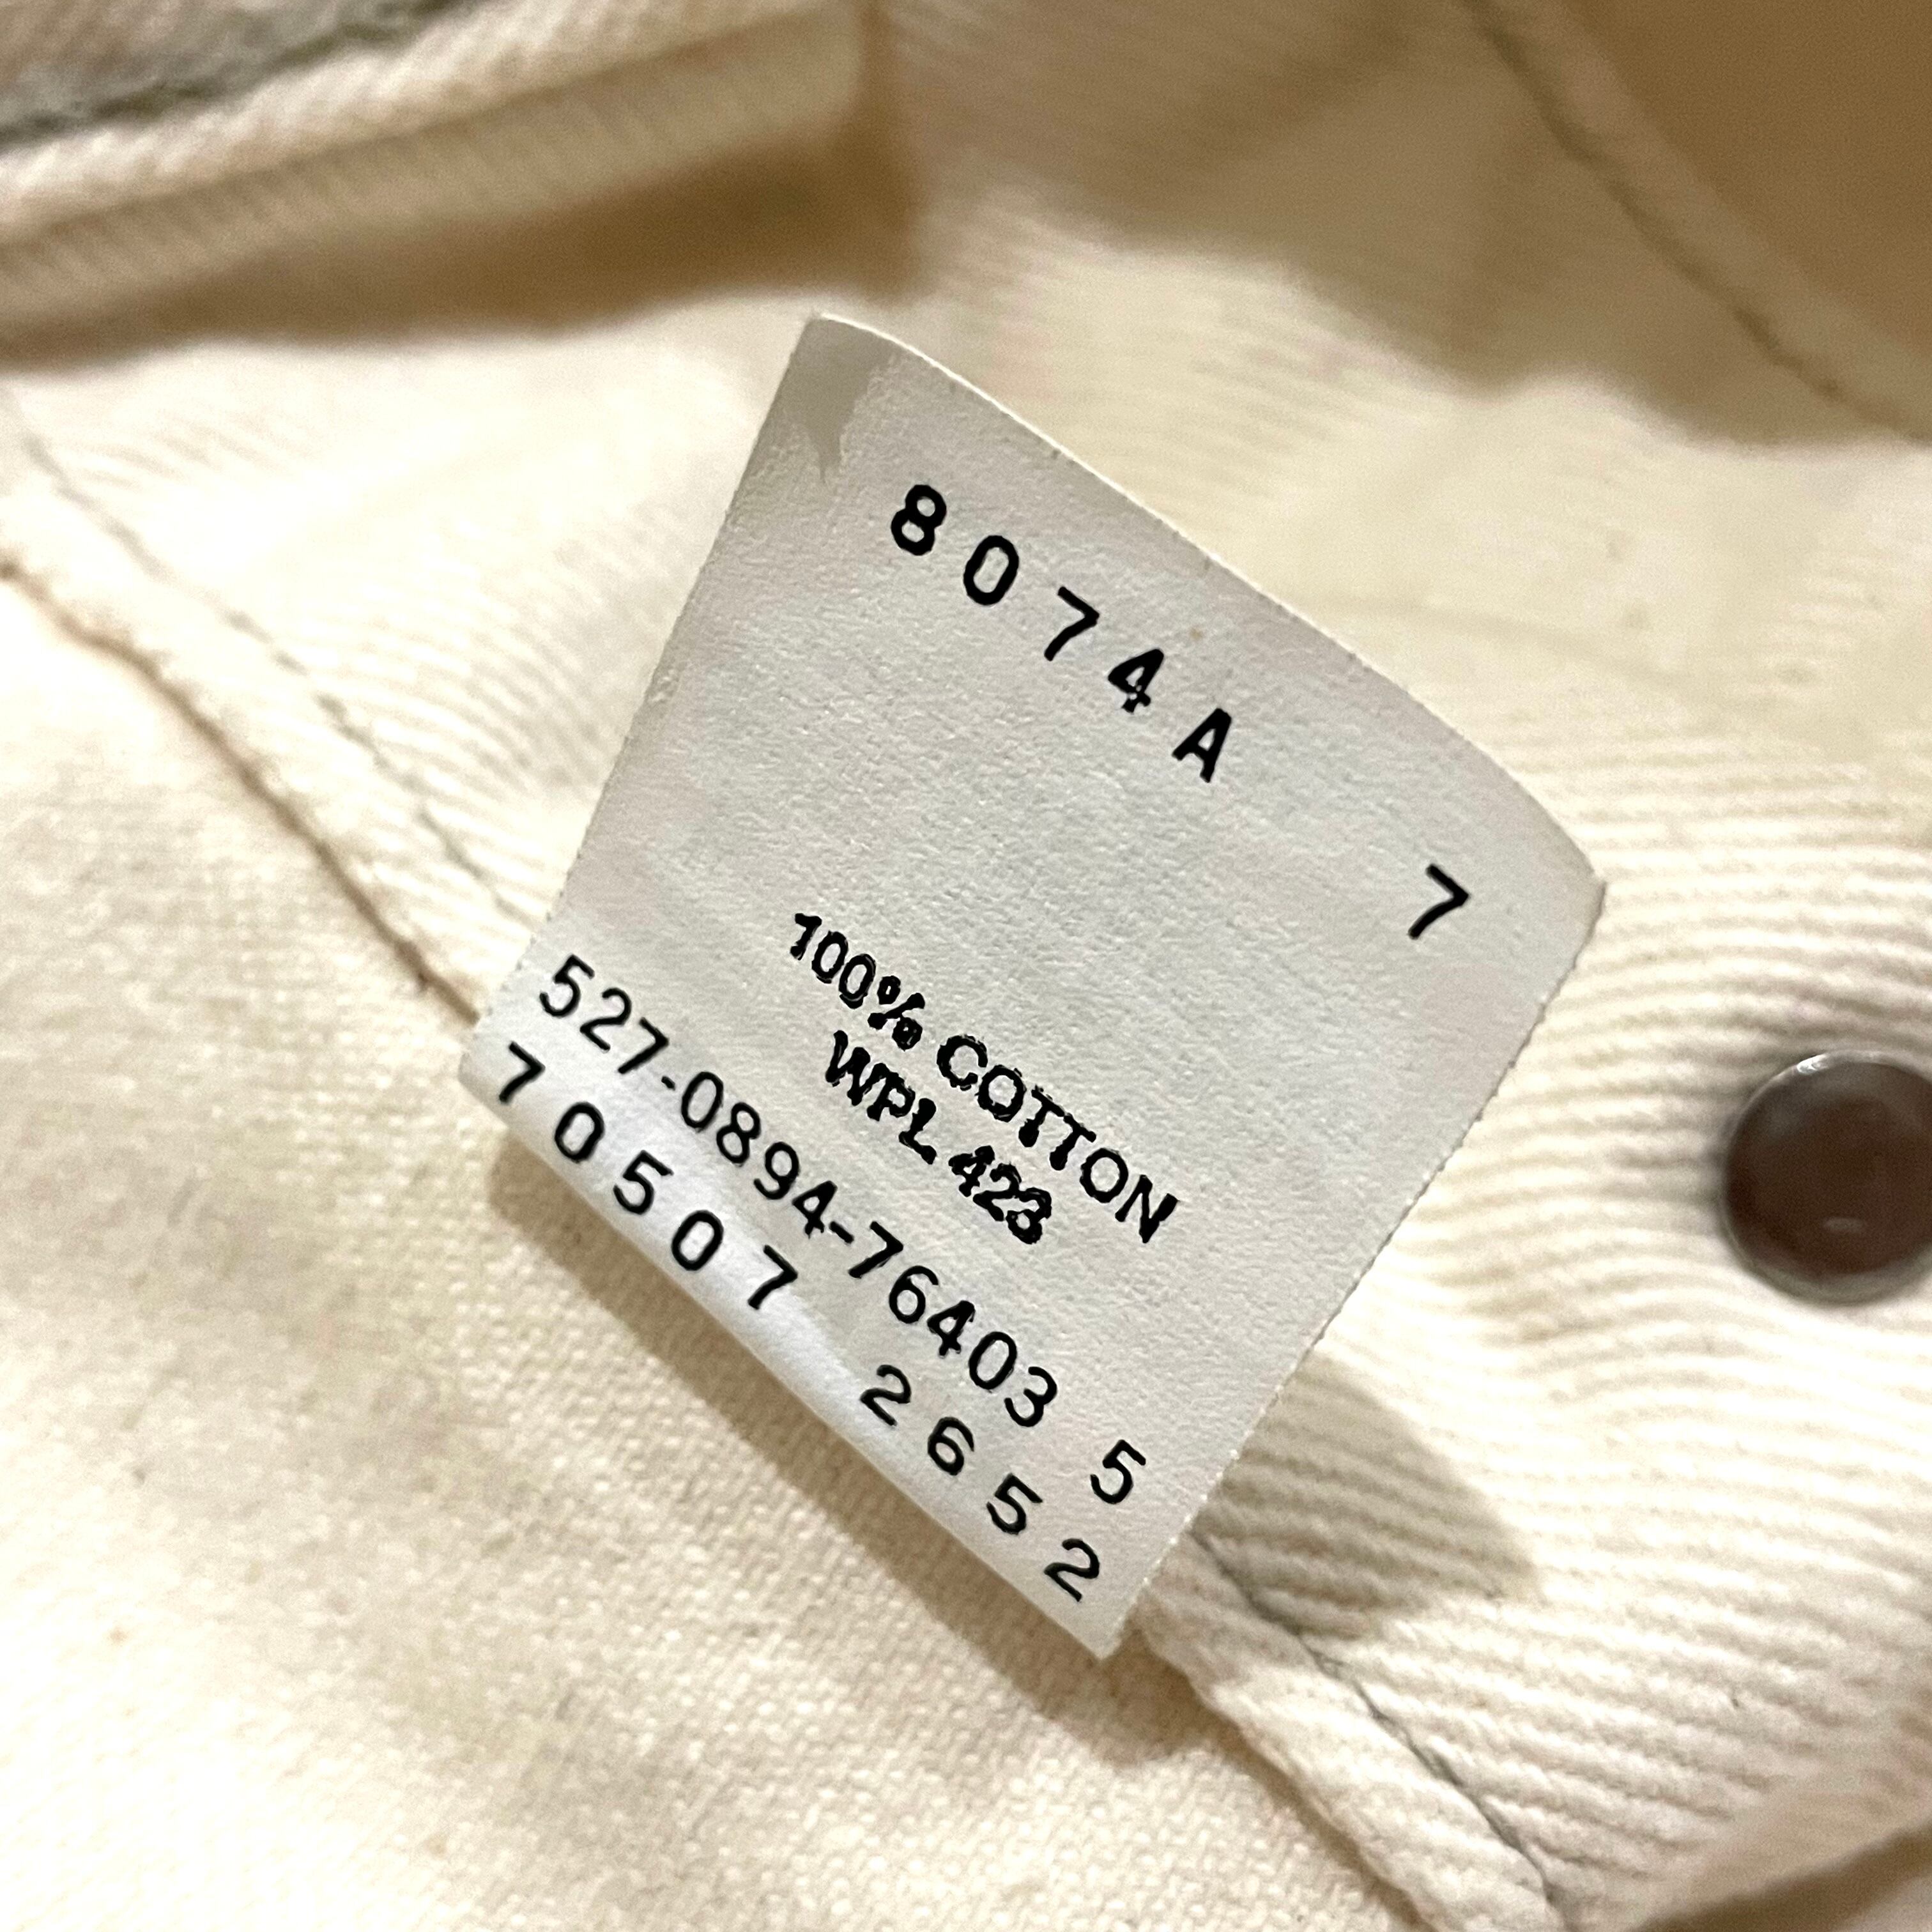 8074A 7
100% COTTON
WPL 423
527-0894-76403 5
70507 2652